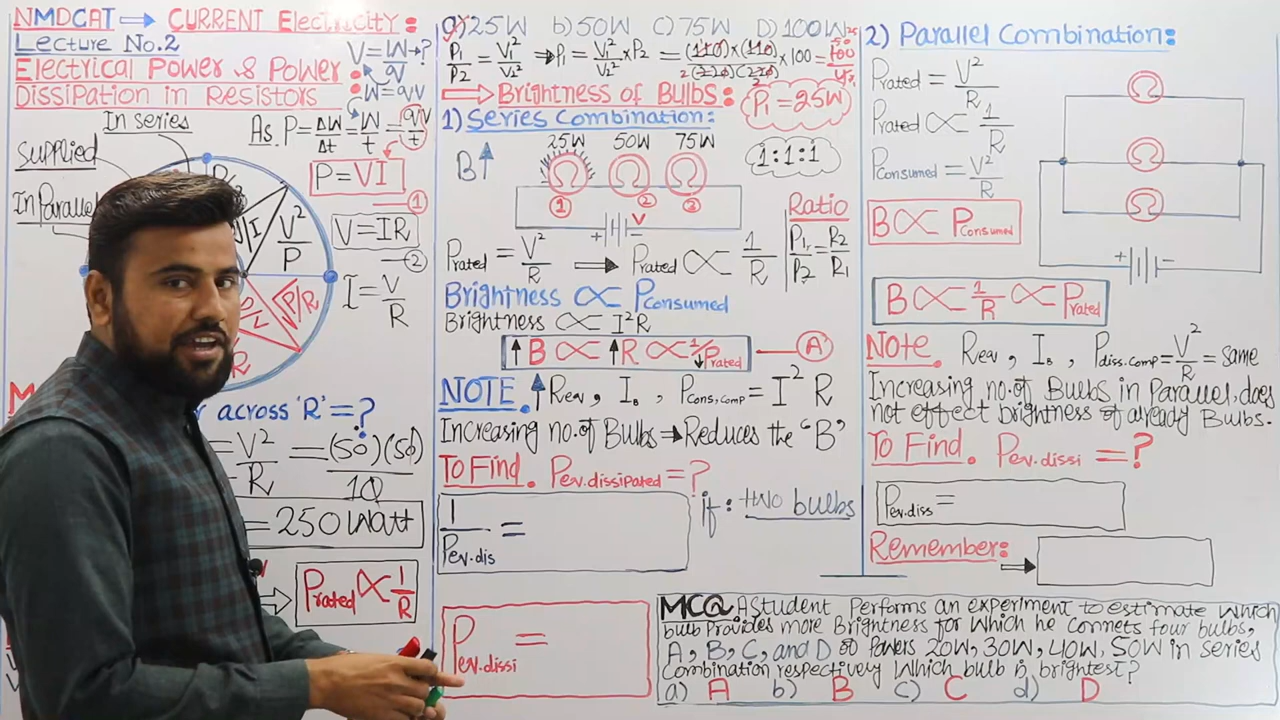 NMDCAT → CURRENT Electricity:
Lecture No.2
Electrical Power & Power
Dissipation in Resistors:
V = W → ?
qV
W = qV
In series
Supplied
In Parallel
As P = ΔW/Δt = W/t = qV/t
P = VI
①
V = IR
②
I = V/R
V²/P
√P/R
across 'R' = ?
= V²/R = (50)(50)/10
= 250 Watt
Prated ∝ 1/R
a) 25W b) 50W c) 75W D) 100W
P1/P2 = V1²/V2² ⇒ P1 = V1²/V2² × P2 = (110)×(110)/(220)(220) × 100 = 100/4
P1 = 25W
⇒ Brightness of Bulbs:
1) Series Combination:
25W 50W 75W
B↑
① ② ②
+ V -
1:1:1
Ratio
P1/P2 = R2/R1
Prated = V²/R → Prated ∝ 1/R
Brightness ∝ Pconsumed
Brightness ∝ I²R
↑B ∝ ↑R ∝ 1/↓Prated — A
NOTE. ↑Req, IB, Pcons,comp = I²R
Increasing no. of Bulbs → Reduces the "B"
To Find. Pev.dissipated = ?
1/Pev.dis =
if: two bulbs
Pev.dissi =
2) Parallel Combination:
Prated = V²/R
Prated ∝ 1/R
Pconsumed = V²/R
B ∝ Pconsumed
+ -
B ∝ 1/R ∝ Prated
Note. Req, IB, Pdiss.comp = V²/R = same
Increasing no. of Bulbs in Parallel, does
not effect brightness of already Bulbs.
To Find. Pev.dissi = ?
Pev.diss =
Remember: →
MCQ A Student Performs an experiment to estimate which
bulb Provides more Brightness for which he connets four bulbs,
A, B, C, and D of Powers 20W, 30W, 40W, 50W in series
Combination respectively Which bulb is brightest?
a) A b) B c) C d) D